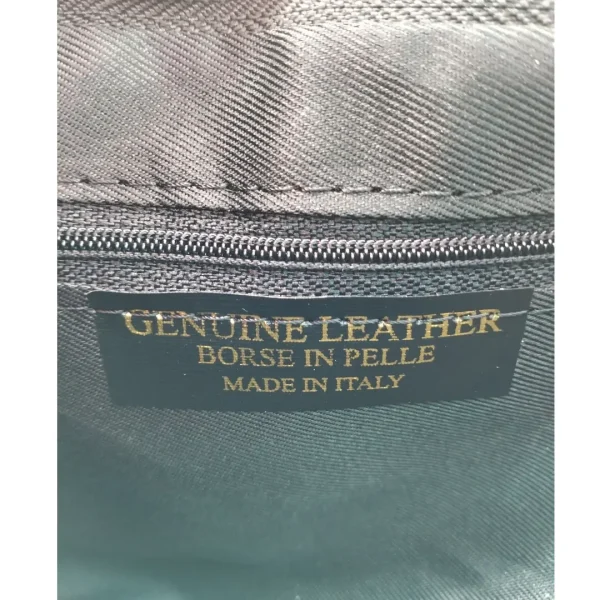 GENUINE LEATHER
BORSE IN PELLE
MADE IN ITALY